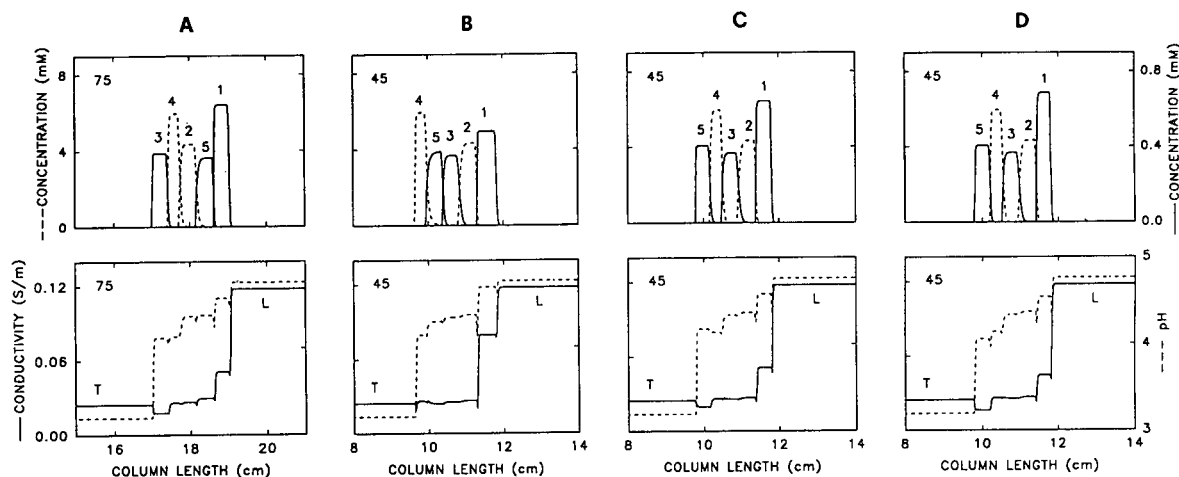 A B C D
---CONCENTRATION (mM)
8
4
0
75
3 4 2 5 1
45
4 5 3 2 1
45
5 4 3 2 1
45
5 4 3 2 1
0.8
0.4
0.0
—CONCENTRATION (mM)
—CONDUCTIVITY (S/m)
0.12
0.06
0.00
75
T
L
16 18 20
COLUMN LENGTH (cm)
45
T
L
8 10 12 14
COLUMN LENGTH (cm)
45
T
L
8 10 12 14
COLUMN LENGTH (cm)
45
T
L
8 10 12 14
COLUMN LENGTH (cm)
5
4
3
--- pH